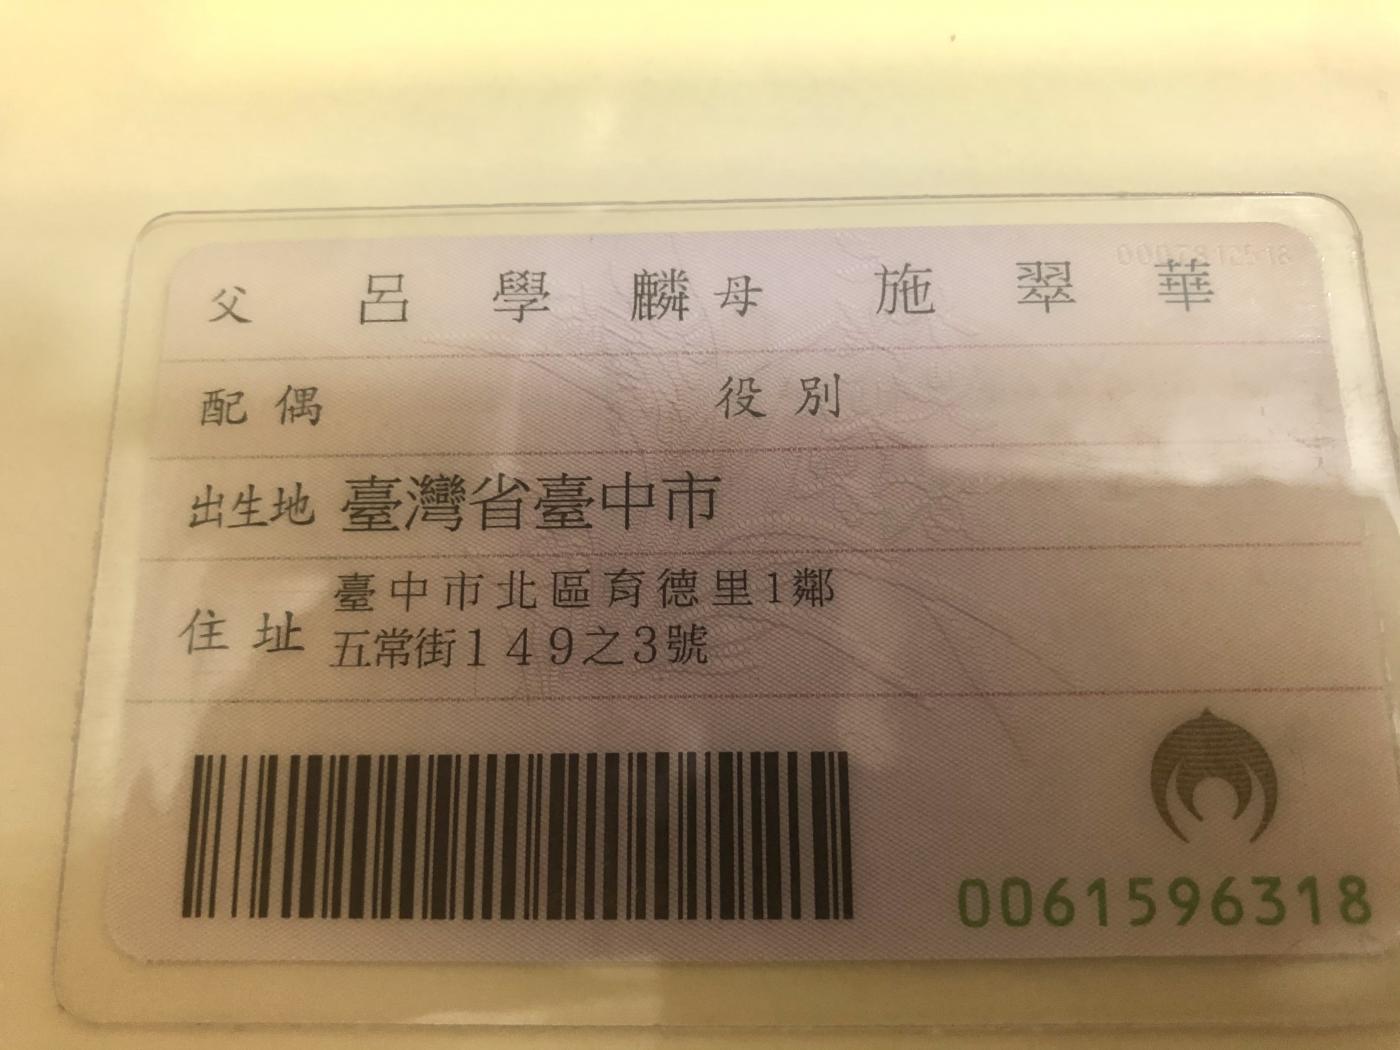 父 呂學麟 母 施翠華
配偶 役別
出生地 臺灣省臺中市
住址 臺中市北區育德里1鄰
五常街149之3號
0061596318